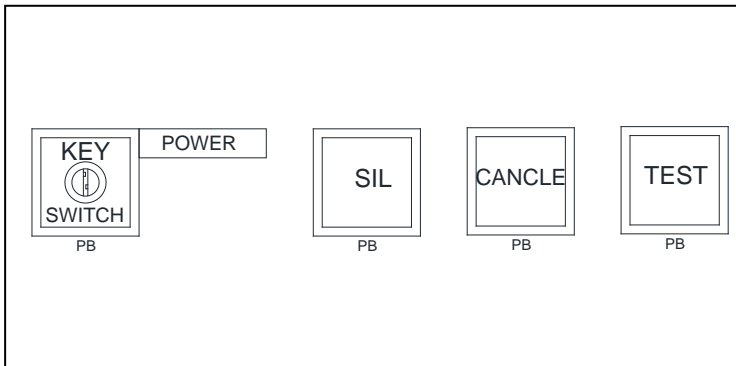 KEY
SWITCH
PB
POWER
SIL
PB
CANCLE
PB
TEST
PB